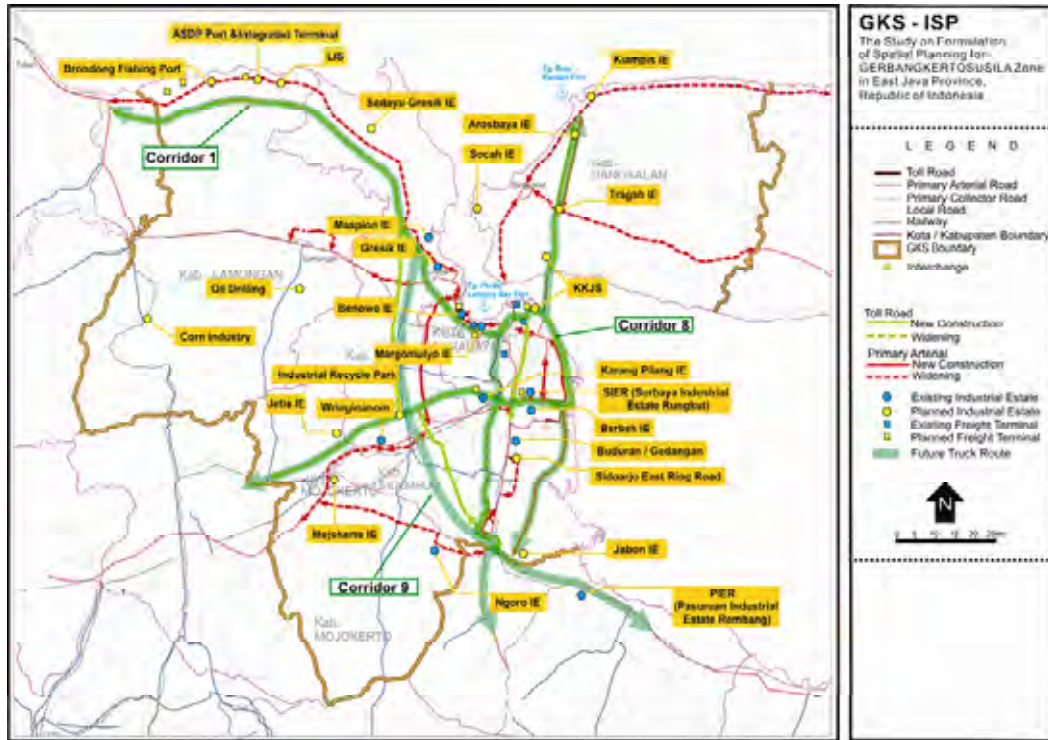 ASDP Port & Integrated Terminal
LIS
Brondong Fishing Port
Sedayu Gresik IE
Corridor 1
Klampis IE
Arosbaya IE
Socah IE
Tragah IE
Maspion IE
Gresik IE
Kab. LAMONGAN
Oil Drilling
KKJS
Benowo IE
Corridor 8
Corn Industry
Margomulyo IE
Karang Pilang IE
Industrial Recycle Park
SIER (Surbaya Industrial
Estate Rungkut)
Jetis IE
Wringinanom
Berbek IE
Buduran / Gedangan
Sidoarjo East Ring Road
MOJOKERTO
Mojokerto IE
Jabon IE
Corridor 9
Ngoro IE
PIER
(Pasuruan Industrial
Estate Rembang)
Kab.
MOJOKERTO
GKS - ISP
The Study on Formulation
of Spatial Planning for
GERBANGKERTOSUSILA Zone
in East Java Province,
Republic of Indonesia
LEGEND
Toll Road
Primary Arterial Road
Primary Collector Road
Local Road
Railway
Kota / Kabupaten Boundary
GKS Boundary
Interchange
Toll Road
New Construction
Widening
Primary Arterial
New Construction
Widening
Existing Industrial Estate
Planned Industrial Estate
Existing Freight Terminal
Planned Freight Terminal
Future Truck Route
N